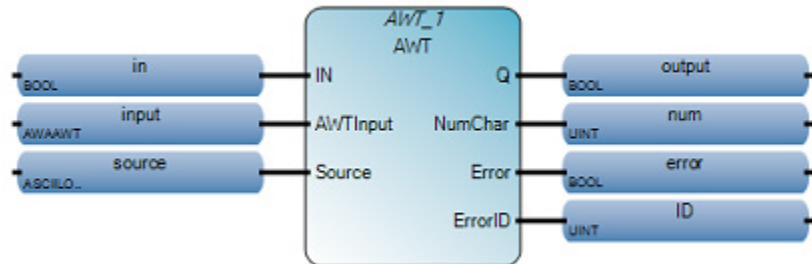 AWT_1
AWT
in
BOOL
IN
Q
output
BOOL
input
AWAAWT
AWTInput
NumChar
num
UINT
source
ASCIILO..
Source
Error
error
BOOL
ErrorID
ID
UINT